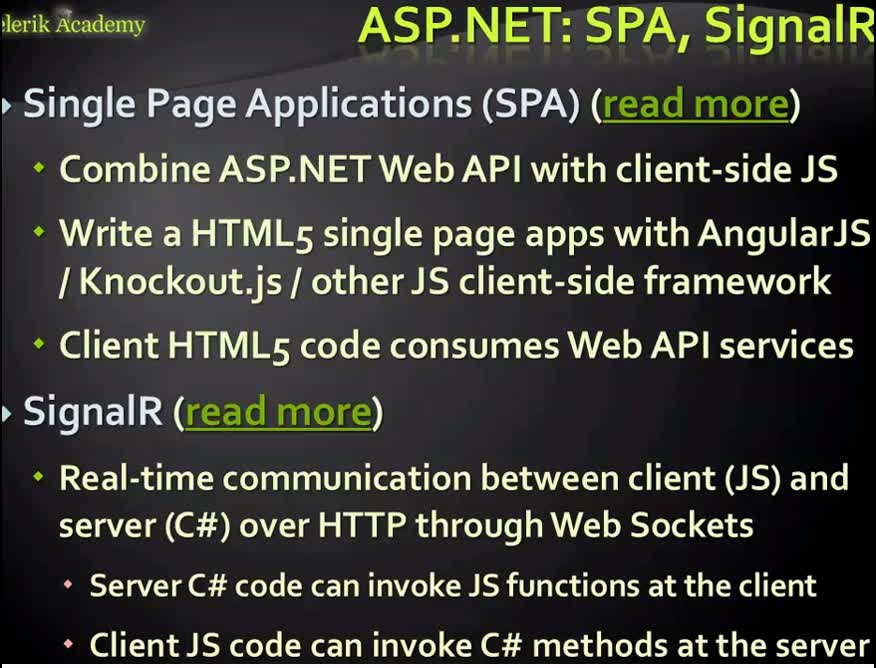 elerik Academy
ASP.NET: SPA, SignalR
Single Page Applications (SPA) (read more)
Combine ASP.NET Web API with client-side JS
Write a HTML5 single page apps with AngularJS
/ Knockout.js / other JS client-side framework
Client HTML5 code consumes Web API services
SignalR (read more)
Real-time communication between client (JS) and
server (C#) over HTTP through Web Sockets
Server C# code can invoke JS functions at the client
Client JS code can invoke C# methods at the server